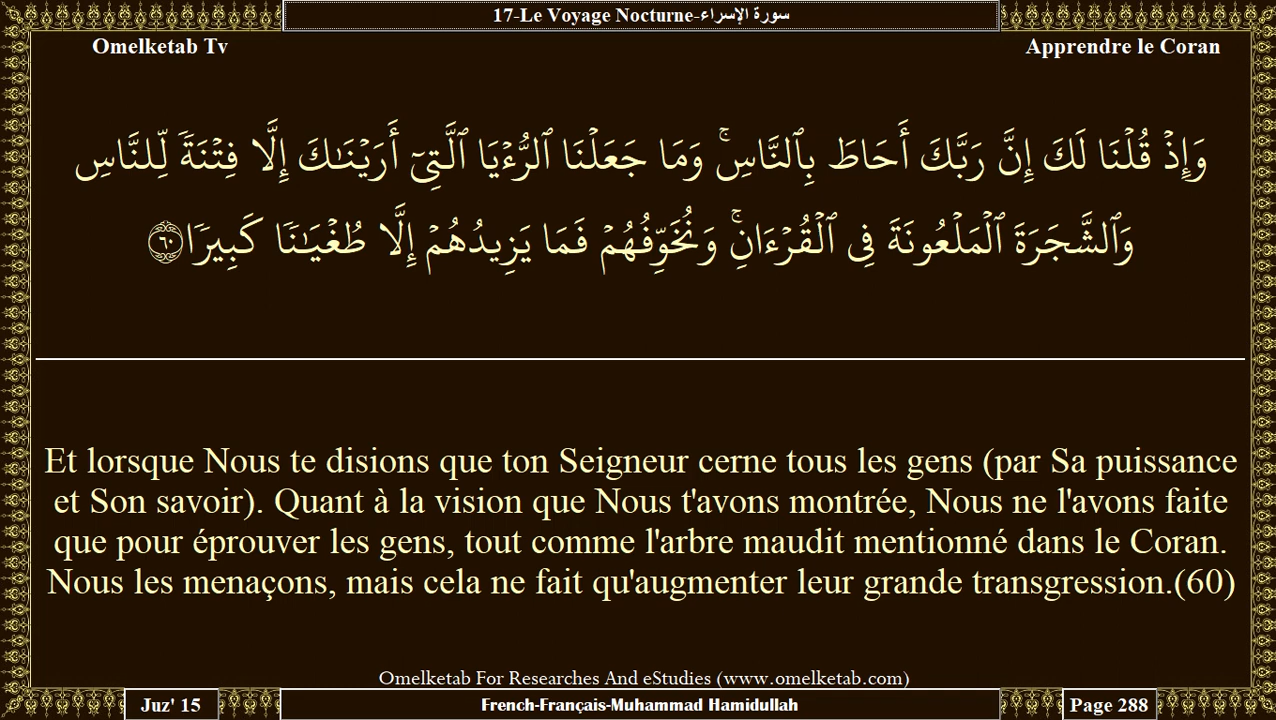 17-Le Voyage Nocturne-سورة الإسراء
Omelketab Tv
Apprendre le Coran
وَإِذۡ قُلۡنَا لَكَ إِنَّ رَبَّكَ أَحَاطَ بِٱلنَّاسِۚ وَمَا جَعَلۡنَا ٱلرُّءۡيَا ٱلَّتِيٓ أَرَيۡنَٰكَ إِلَّا فِتۡنَةٗ لِّلنَّاسِ
وَٱلشَّجَرَةَ ٱلۡمَلۡعُونَةَ فِي ٱلۡقُرۡءَانِۚ وَنُخَوِّفُهُمۡ فَمَا يَزِيدُهُمۡ إِلَّا طُغۡيَٰنٗا كَبِيرٗا ٦٠
Et lorsque Nous te disions que ton Seigneur cerne tous les gens (par Sa puissance
et Son savoir). Quant à la vision que Nous t'avons montrée, Nous ne l'avons faite
que pour éprouver les gens, tout comme l'arbre maudit mentionné dans le Coran.
Nous les menaçons, mais cela ne fait qu'augmenter leur grande transgression.(60)
Omelketab For Researches And eStudies (www.omelketab.com)
Juz' 15
French-Français-Muhammad Hamidullah
Page 288